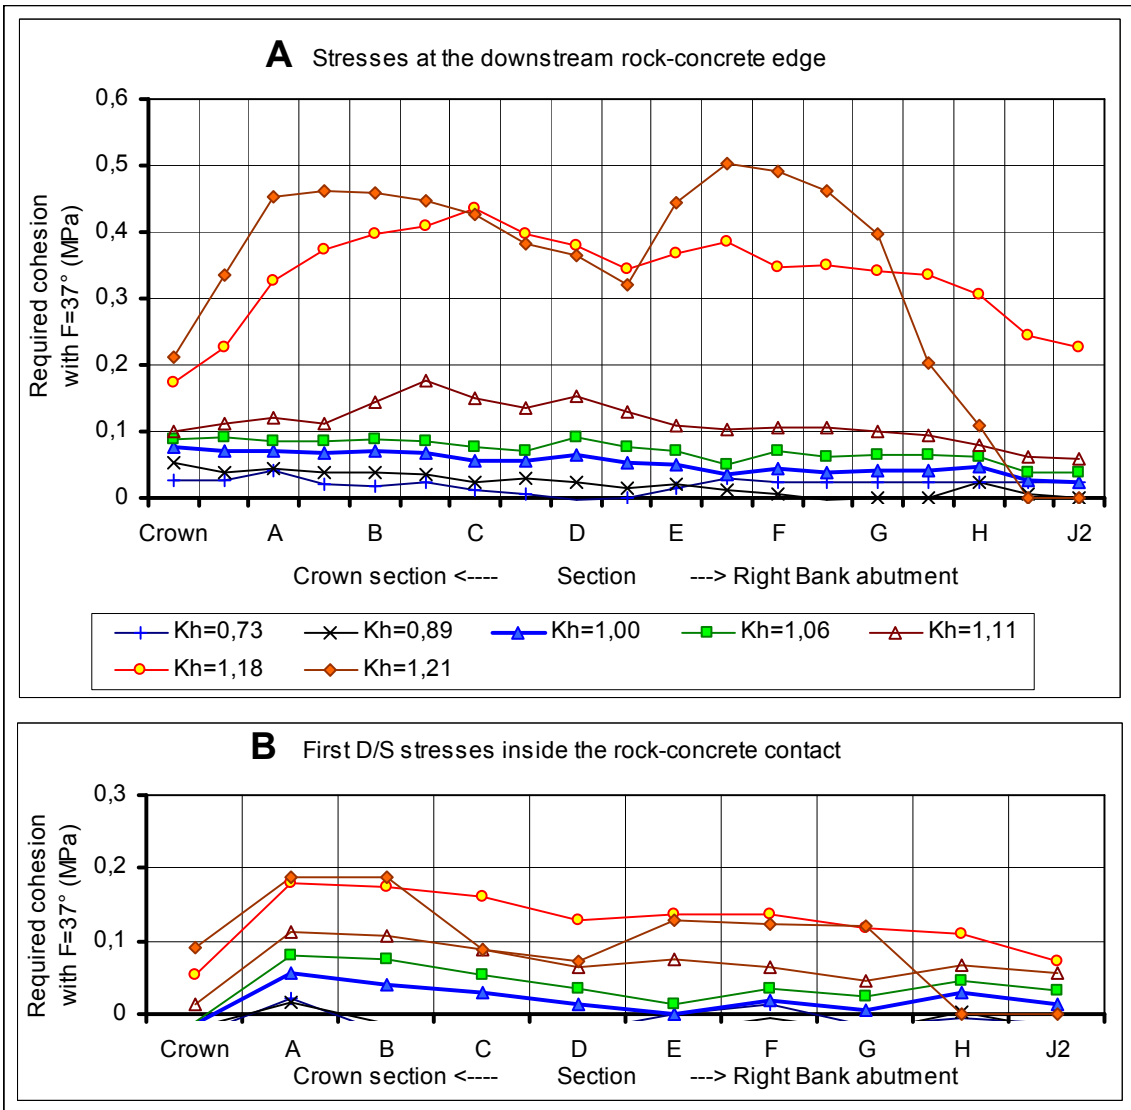 A Stresses at the downstream rock-concrete edge
Required cohesion
with F=37° (MPa)
0,6
0,5
0,4
0,3
0,2
0,1
0
Crown A B C D E F G H J2
Crown section <---- Section ---> Right Bank abutment
Kh=0,73 Kh=0,89 Kh=1,00 Kh=1,06 Kh=1,11
Kh=1,18 Kh=1,21
B First D/S stresses inside the rock-concrete contact
Required cohesion
with F=37° (MPa)
0,3
0,2
0,1
0
Crown A B C D E F G H J2
Crown section <---- Section ---> Right Bank abutment